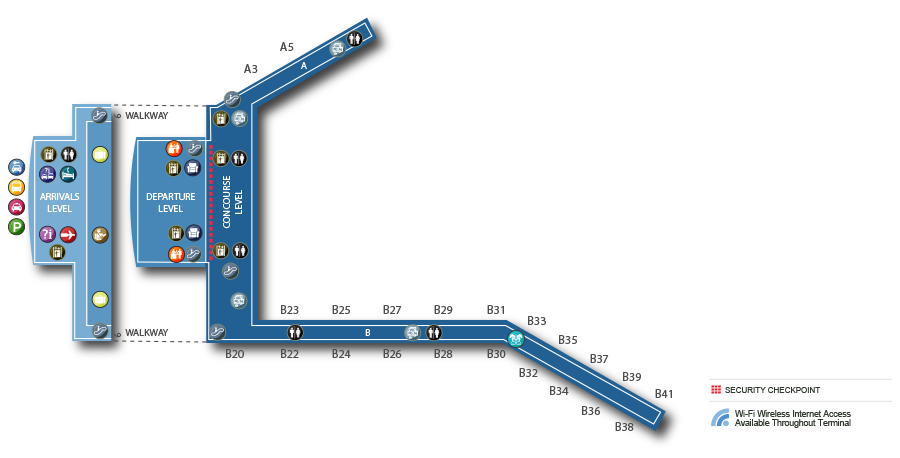 A5
A3
A
WALKWAY
ARRIVALS
LEVEL
DEPARTURE
LEVEL
CONCOURSE
LEVEL
P
?i
WALKWAY
B23 B25 B27 B29 B31
B33
B
B35
B20 B22 B24 B26 B28 B30
B37
B32
B39
B34
B41
B36
B38
SECURITY CHECKPOINT
Wi-Fi Wireless Internet Access
Available Throughout Terminal